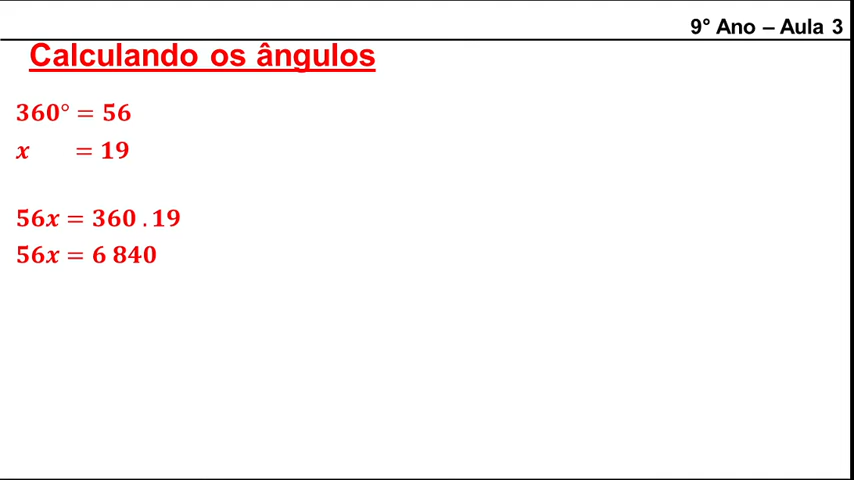 9° Ano – Aula 3
Calculando os ângulos
360° = 56
x = 19
56x = 360 . 19
56x = 6 840